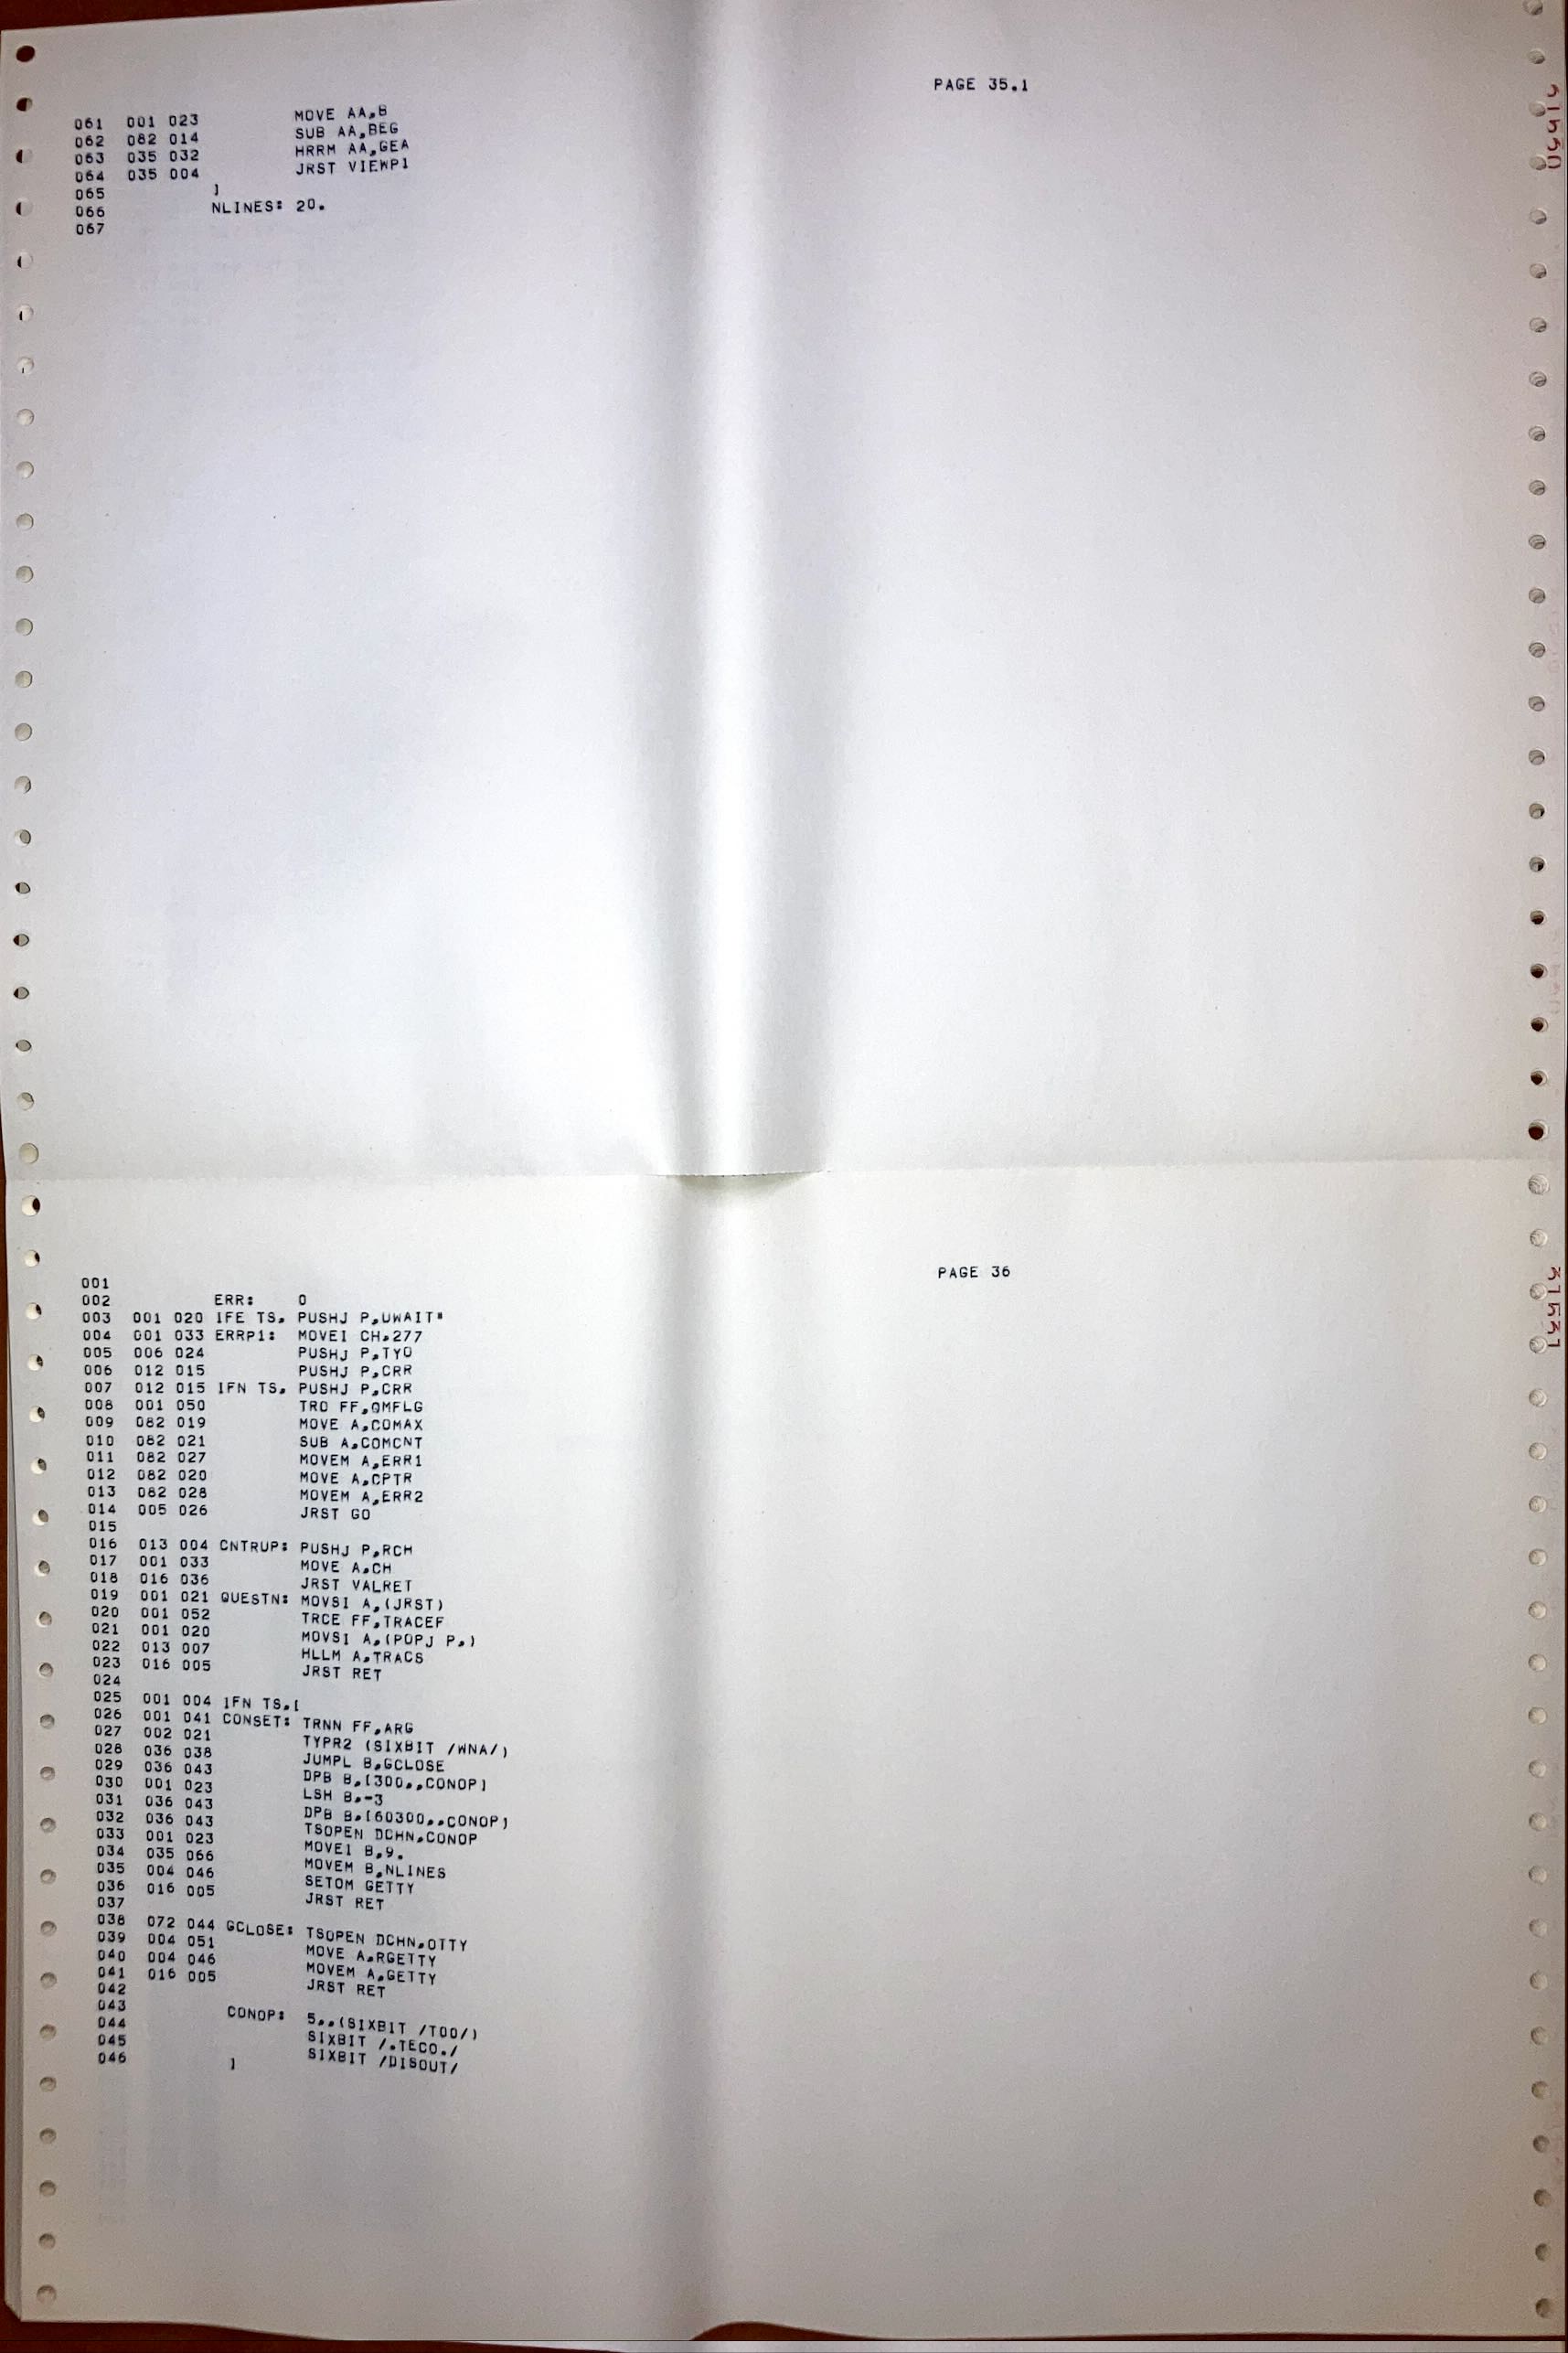 PAGE 35.1
061 001 023 MOVE AA,B
062 082 014 SUB AA,BEG
063 035 032 HRRM AA,GEA
064 035 004 JRST VIEWP1
065 ]
066 NLINES: 20.
067
PAGE 36
001
002 ERR: 0
003 001 020 IFE TS, PUSHJ P,UWAIT"
004 001 033 ERRP1: MOVEI CH,277
005 006 024 PUSHJ P,TYO
006 012 015 PUSHJ P,CRR
007 012 015 IFN TS, PUSHJ P,CRR
008 001 050 TRO FF,QMFLG
009 082 019 MOVE A,COMAX
010 082 021 SUB A,COMCNT
011 082 027 MOVEM A,ERR1
012 082 020 MOVE A,CPTR
013 082 028 MOVEM A,ERR2
014 005 026 JRST GO
015
016 013 004 CNTRUP: PUSHJ P,RCH
017 001 033 MOVE A,CH
018 016 036 JRST VALRET
019 001 021 QUESTN: MOVSI A,(JRST)
020 001 052 TRCE FF,TRACEF
021 001 020 MOVSI A,(POPJ P,)
022 013 007 HLLM A,TRACS
023 016 005 JRST RET
024
025 001 004 IFN TS,[
026 001 041 CONSET: TRNN FF,ARG
027 002 021 TYPR2 (SIXBIT /WNA/)
028 036 038 JUMPL B,GCLOSE
029 036 043 DPB B,[300,,CONOP]
030 001 023 LSH B,-3
031 036 043 DPB B,[60300,,CONOP]
032 036 043 TSOPEN DCHN,CONOP
033 001 023 MOVEI B,9.
034 035 066 MOVEM B,NLINES
035 004 046 SETOM GETTY
036 016 005 JRST RET
037
038 072 044 GCLOSE: TSOPEN DCHN,OTTY
039 004 051 MOVE A,RGETTY
040 004 046 MOVEM A,GETTY
041 016 005 JRST RET
042
043 CONOP: 5,,(SIXBIT /TOO/)
044 SIXBIT /.TECO./
045 SIXBIT /DISOUT/
046 ]